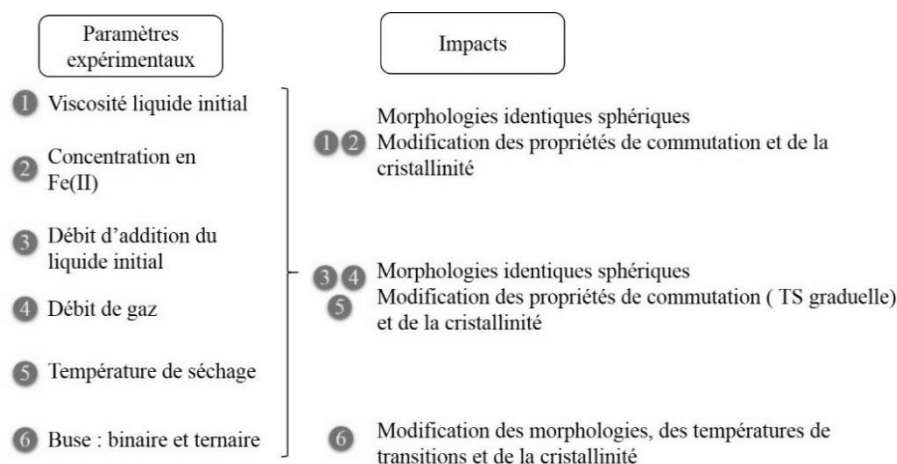 Paramètres
expérimentaux
1 Viscosité liquide initial
2 Concentration en
Fe(II)
3 Débit d'addition du
liquide initial
4 Débit de gaz
5 Température de séchage
6 Buse : binaire et ternaire
Impacts
Morphologies identiques sphériques
1 2 Modification des propriétés de commutation et de la
cristallinité
3 4 Morphologies identiques sphériques
5 Modification des propriétés de commutation ( TS graduelle)
et de la cristallinité
6 Modification des morphologies, des températures de
transitions et de la cristallinité